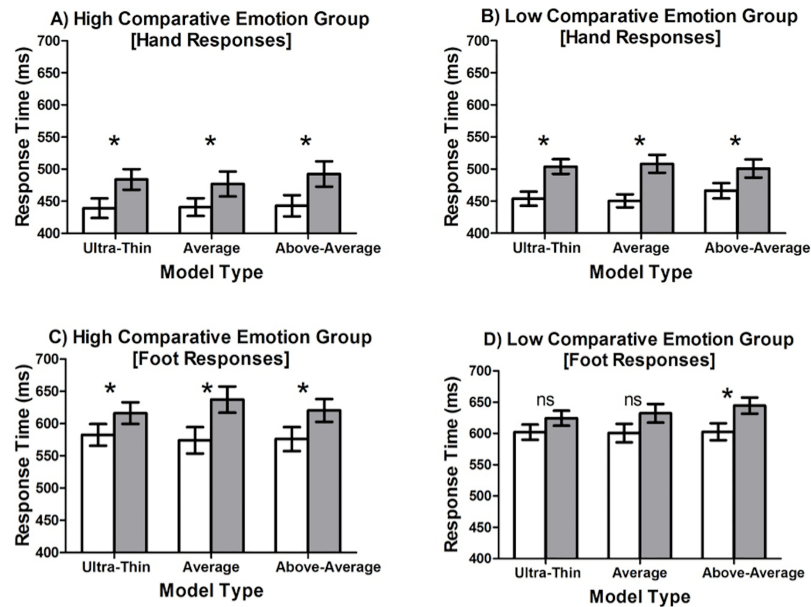 A) High Comparative Emotion Group
[Hand Responses]
Response Time (ms)
700
650
600
550
500
450
400
*
*
*
Ultra-Thin
Average
Above-Average
Model Type
B) Low Comparative Emotion Group
[Hand Responses]
Response Time (ms)
700
650
600
550
500
450
400
*
*
*
Ultra-Thin
Average
Above-Average
Model Type
C) High Comparative Emotion Group
[Foot Responses]
Response Time (ms)
700
650
600
550
500
450
400
*
*
*
Ultra-Thin
Average
Above-Average
Model Type
D) Low Comparative Emotion Group
[Foot Responses]
Response Time (ms)
700
650
600
550
500
450
400
ns
ns
*
Ultra-Thin
Average
Above-Average
Model Type